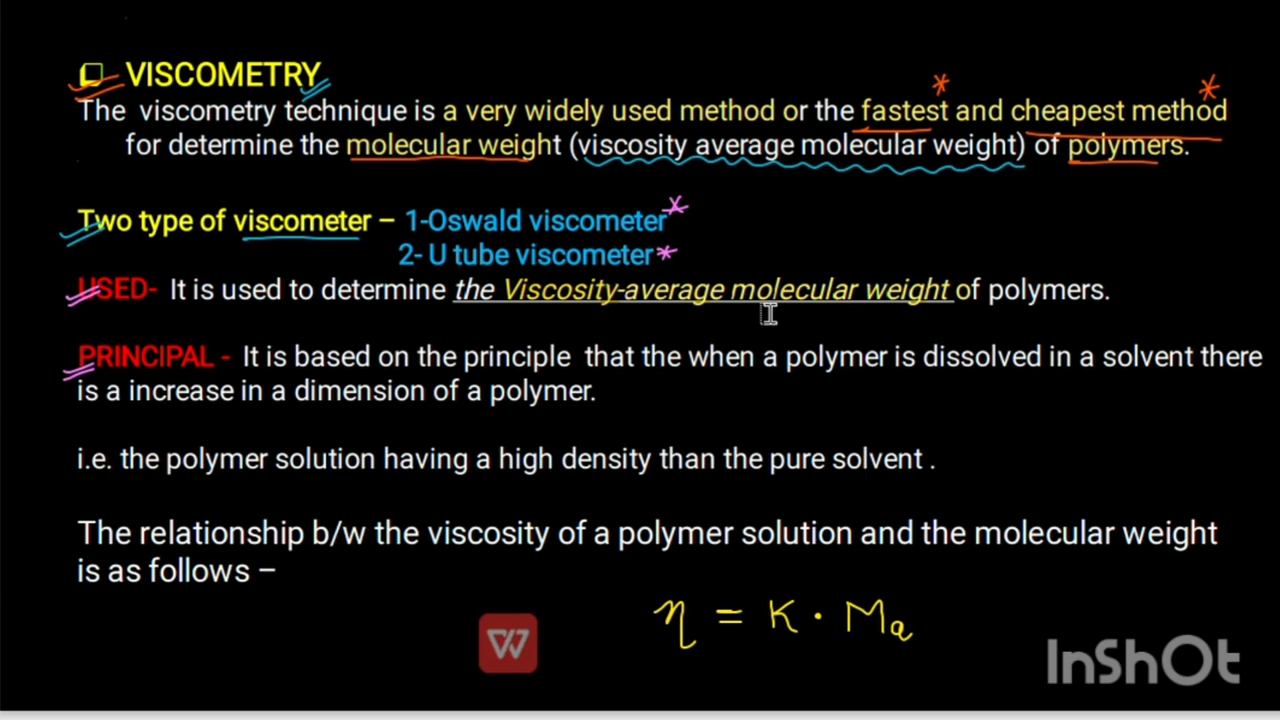 VISCOMETRY
The viscometry technique is a very widely used method or the fastest and cheapest method
for determine the molecular weight (viscosity average molecular weight) of polymers.
Two type of viscometer – 1-Oswald viscometer
2- U tube viscometer
USED- It is used to determine the Viscosity-average molecular weight of polymers.
PRINCIPAL - It is based on the principle that the when a polymer is dissolved in a solvent there
is a increase in a dimension of a polymer.
i.e. the polymer solution having a high density than the pure solvent .
The relationship b/w the viscosity of a polymer solution and the molecular weight
is as follows –
η = K · Ma
W
InShOt